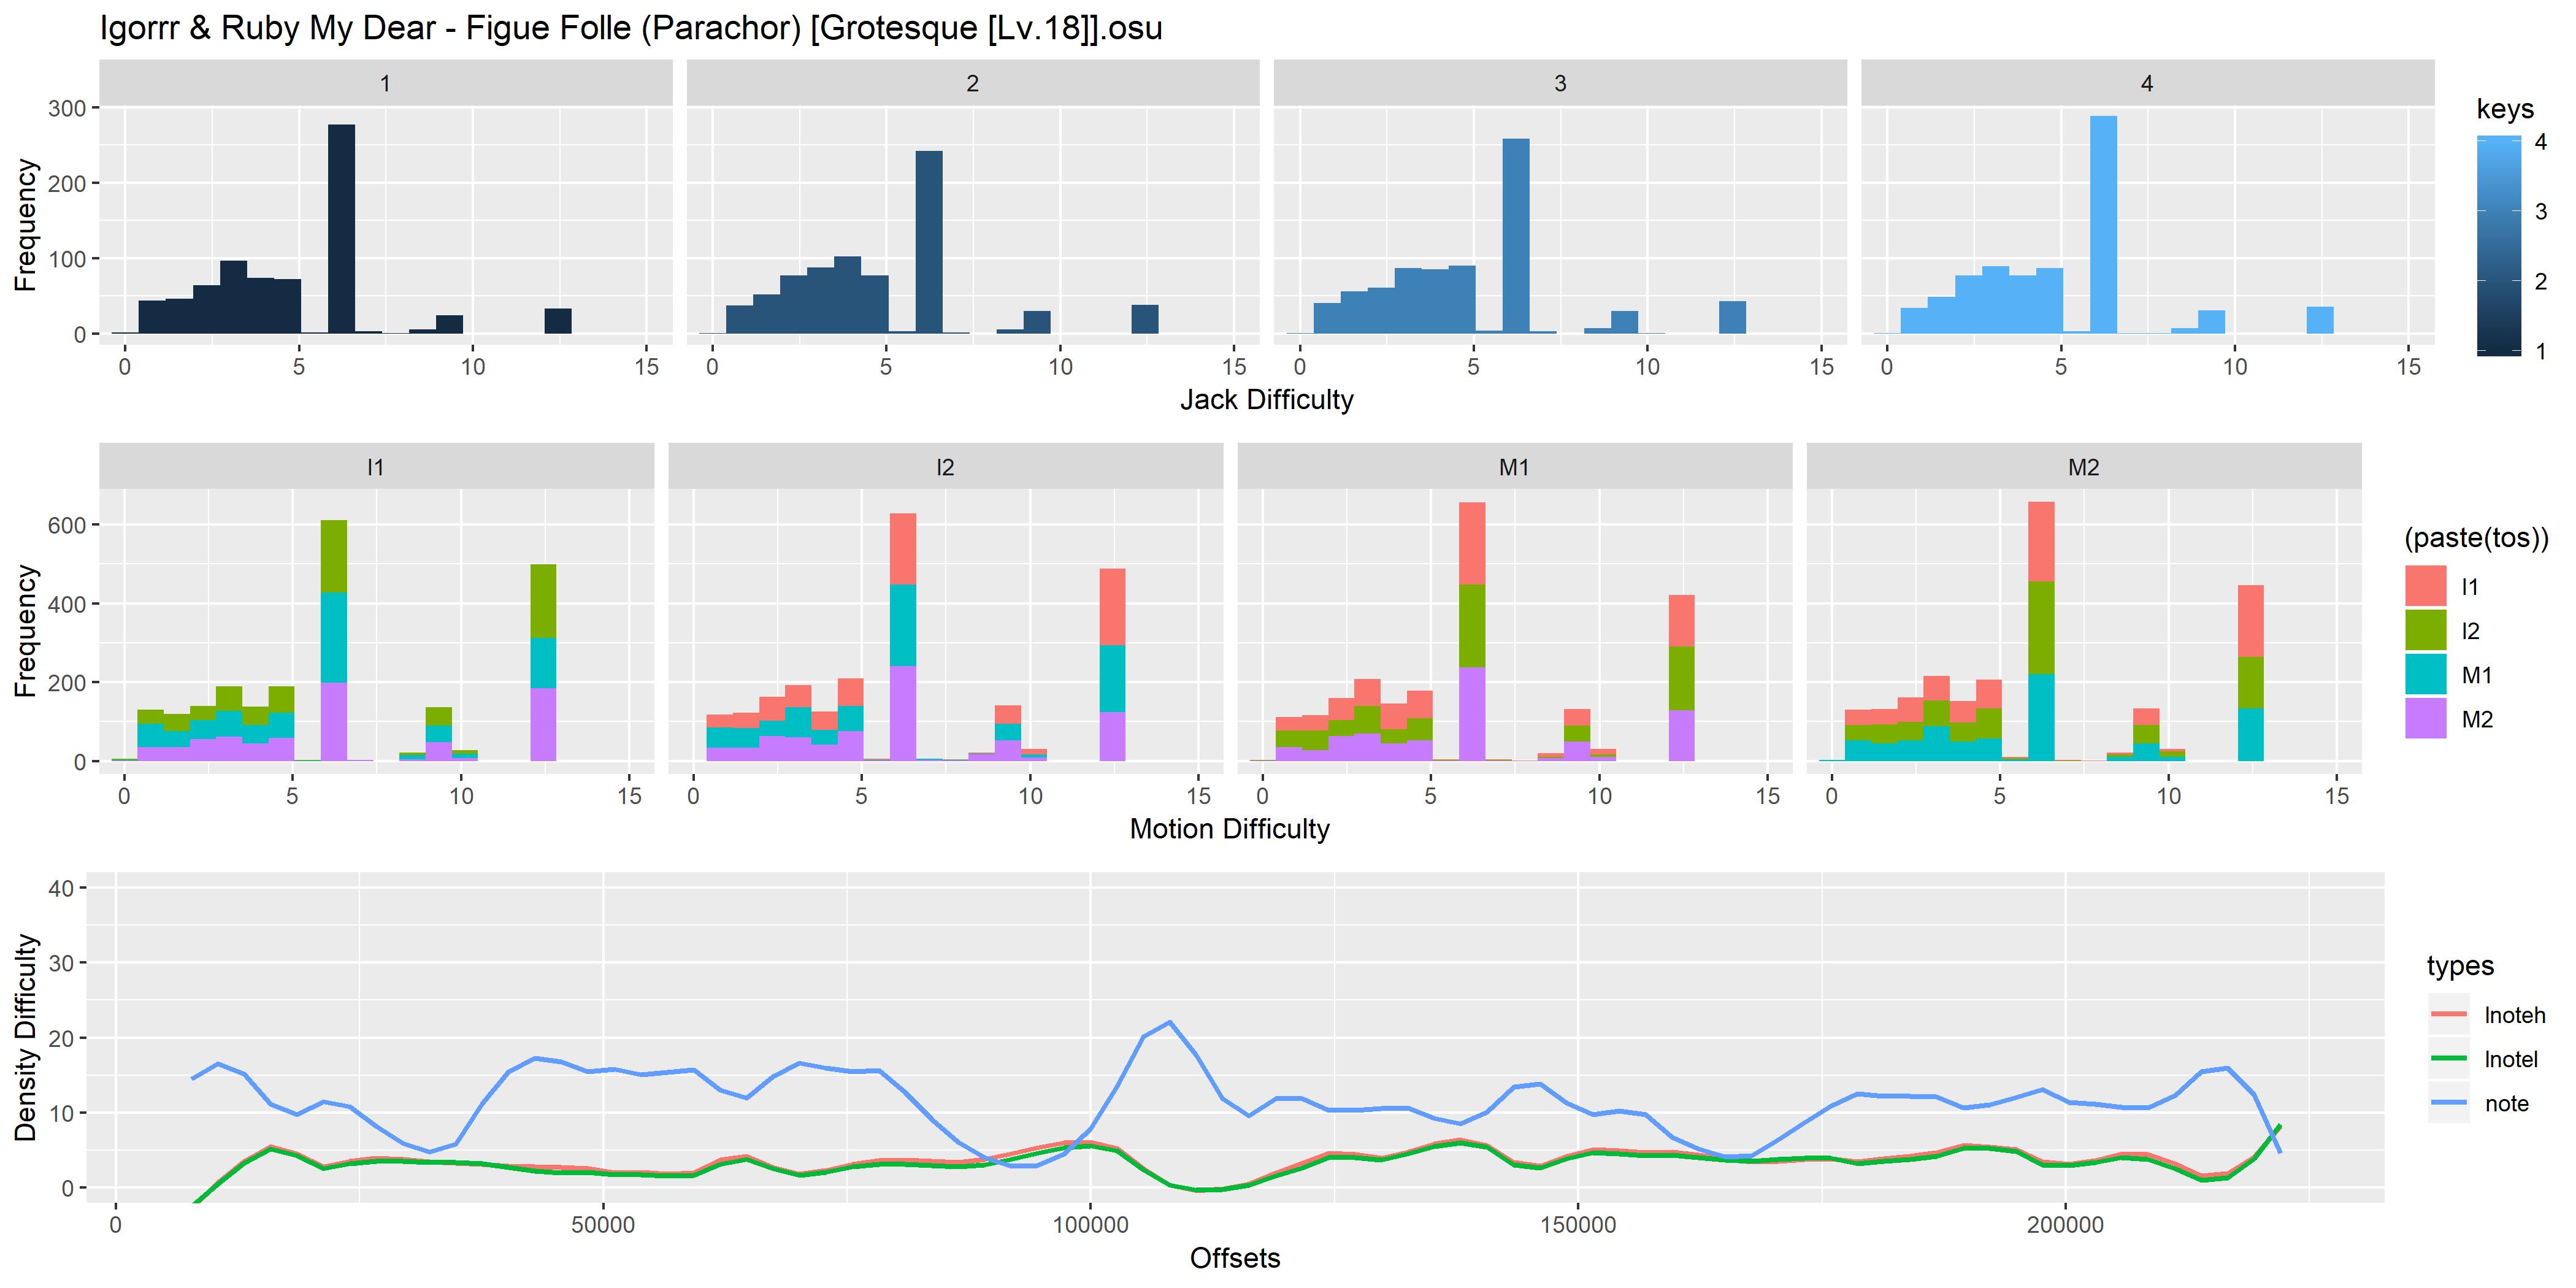 Igorrr & Ruby My Dear - Figue Folle (Parachor) [Grotesque [Lv.18]].osu
1 2 3 4
300
200
100
0
Frequency
0 5 10 15 0 5 10 15 0 5 10 15 0 5 10 15
Jack Difficulty
keys
4
3
2
1
I1 I2 M1 M2
600
400
200
0
Frequency
0 5 10 15 0 5 10 15 0 5 10 15 0 5 10 15
Motion Difficulty
(paste(tos))
I1
I2
M1
M2
40
30
20
10
0
Density Difficulty
0 50000 100000 150000 200000
Offsets
types
lnoteh
lnotel
note